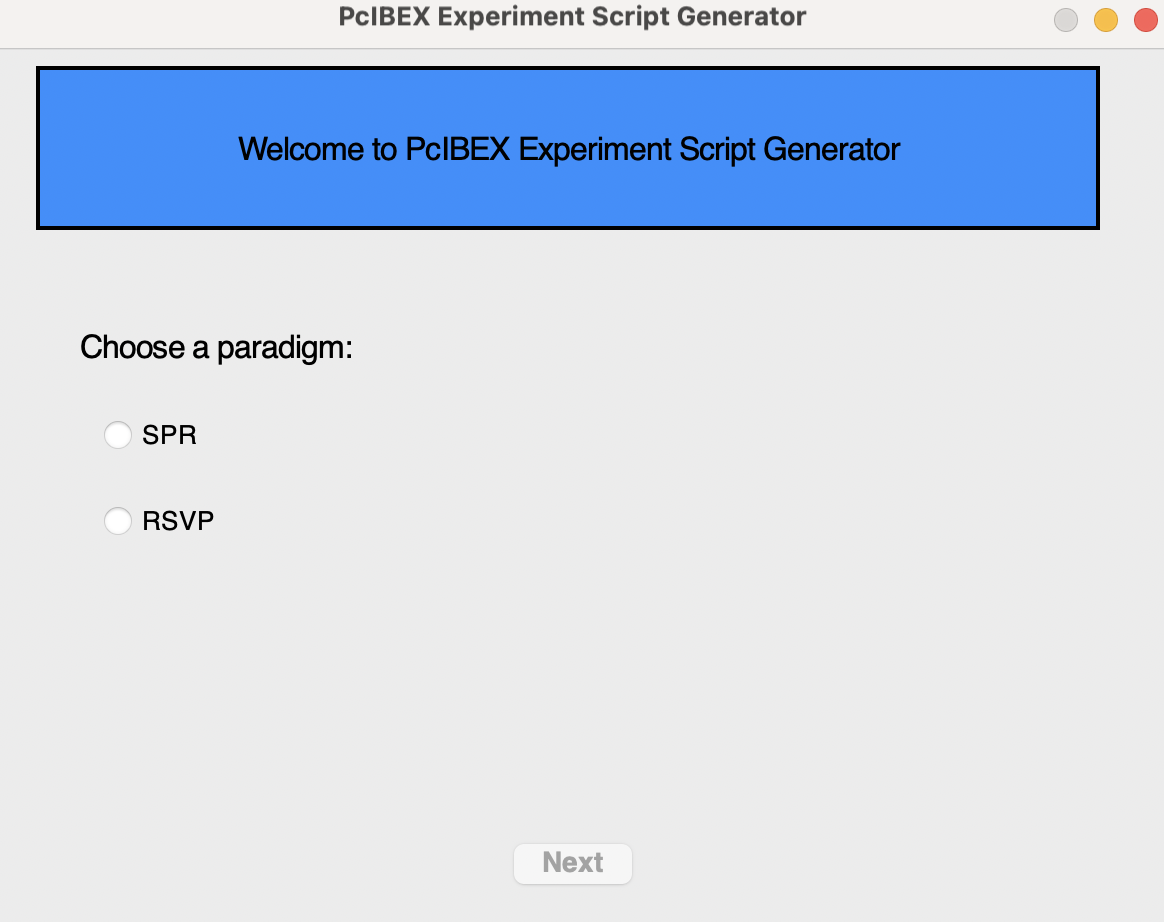 PcIBEX Experiment Script Generator
Welcome to PcIBEX Experiment Script Generator
Choose a paradigm:
SPR
RSVP
Next